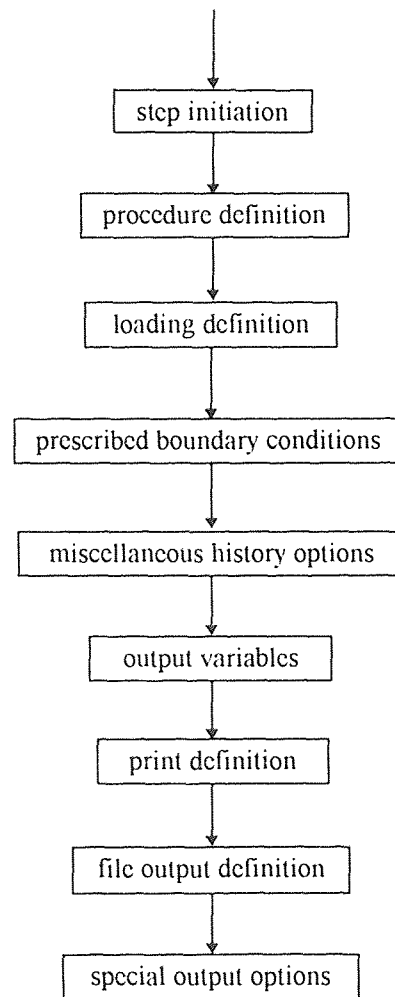 step initiation
procedure definition
loading definition
prescribed boundary conditions
miscellaneous history options
output variables
print definition
file output definition
special output options